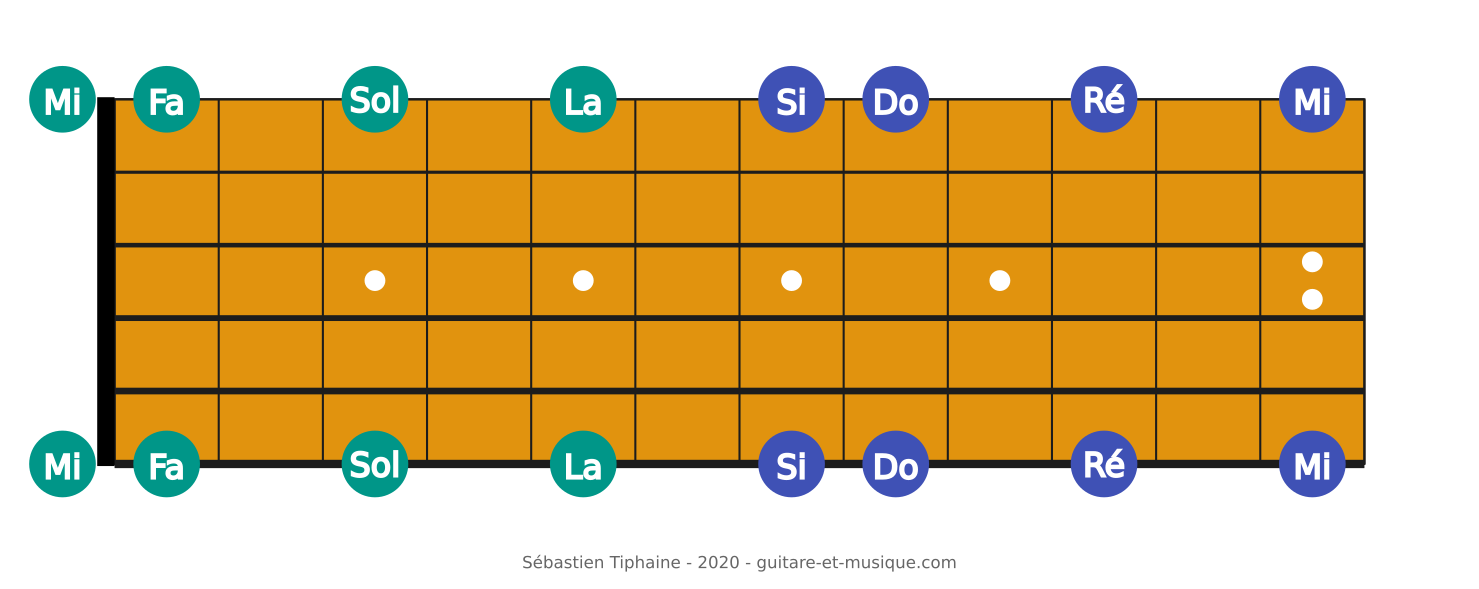 Mi Fa Sol La Si Do Ré Mi
Mi Fa Sol La Si Do Ré Mi
Sébastien Tiphaine - 2020 - guitare-et-musique.com